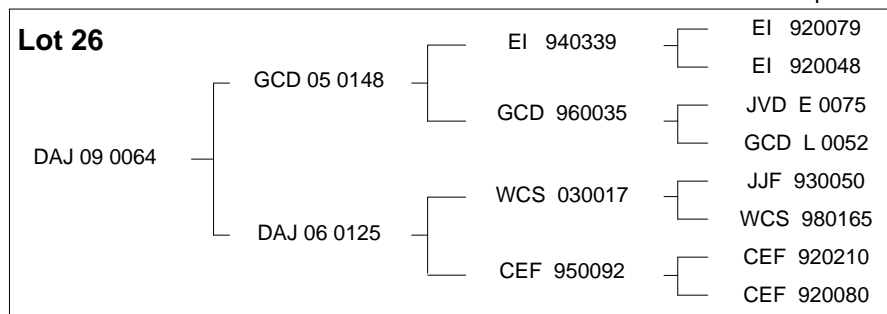 Lot 26
DAJ 09 0064
GCD 05 0148
DAJ 06 0125
EI 940339
GCD 960035
WCS 030017
CEF 950092
EI 920079
EI 920048
JVD E 0075
GCD L 0052
JJF 930050
WCS 980165
CEF 920210
CEF 920080